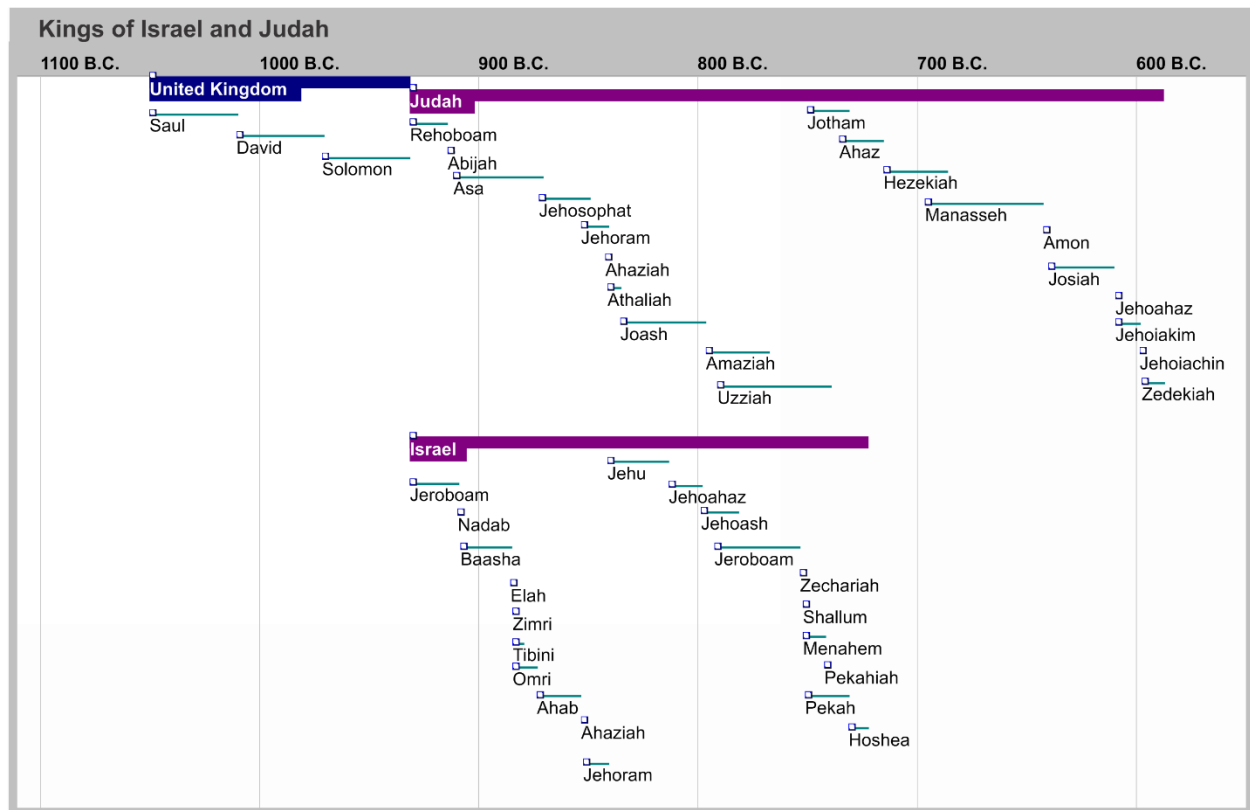 Kings of Israel and Judah
1100 B.C. 1000 B.C. 900 B.C. 800 B.C. 700 B.C. 600 B.C.
United Kingdom
Saul
David
Solomon
Judah
Rehoboam
Abijah
Asa
Jehosophat
Jehoram
Ahaziah
Athaliah
Joash
Amaziah
Uzziah
Jotham
Ahaz
Hezekiah
Manasseh
Amon
Josiah
Jehoahaz
Jehoiakim
Jehoiachin
Zedekiah
Israel
Jeroboam
Nadab
Baasha
Elah
Zimri
Tibini
Omri
Ahab
Ahaziah
Jehoram
Jehu
Jehoahaz
Jehoash
Jeroboam
Zechariah
Shallum
Menahem
Pekahiah
Pekah
Hoshea